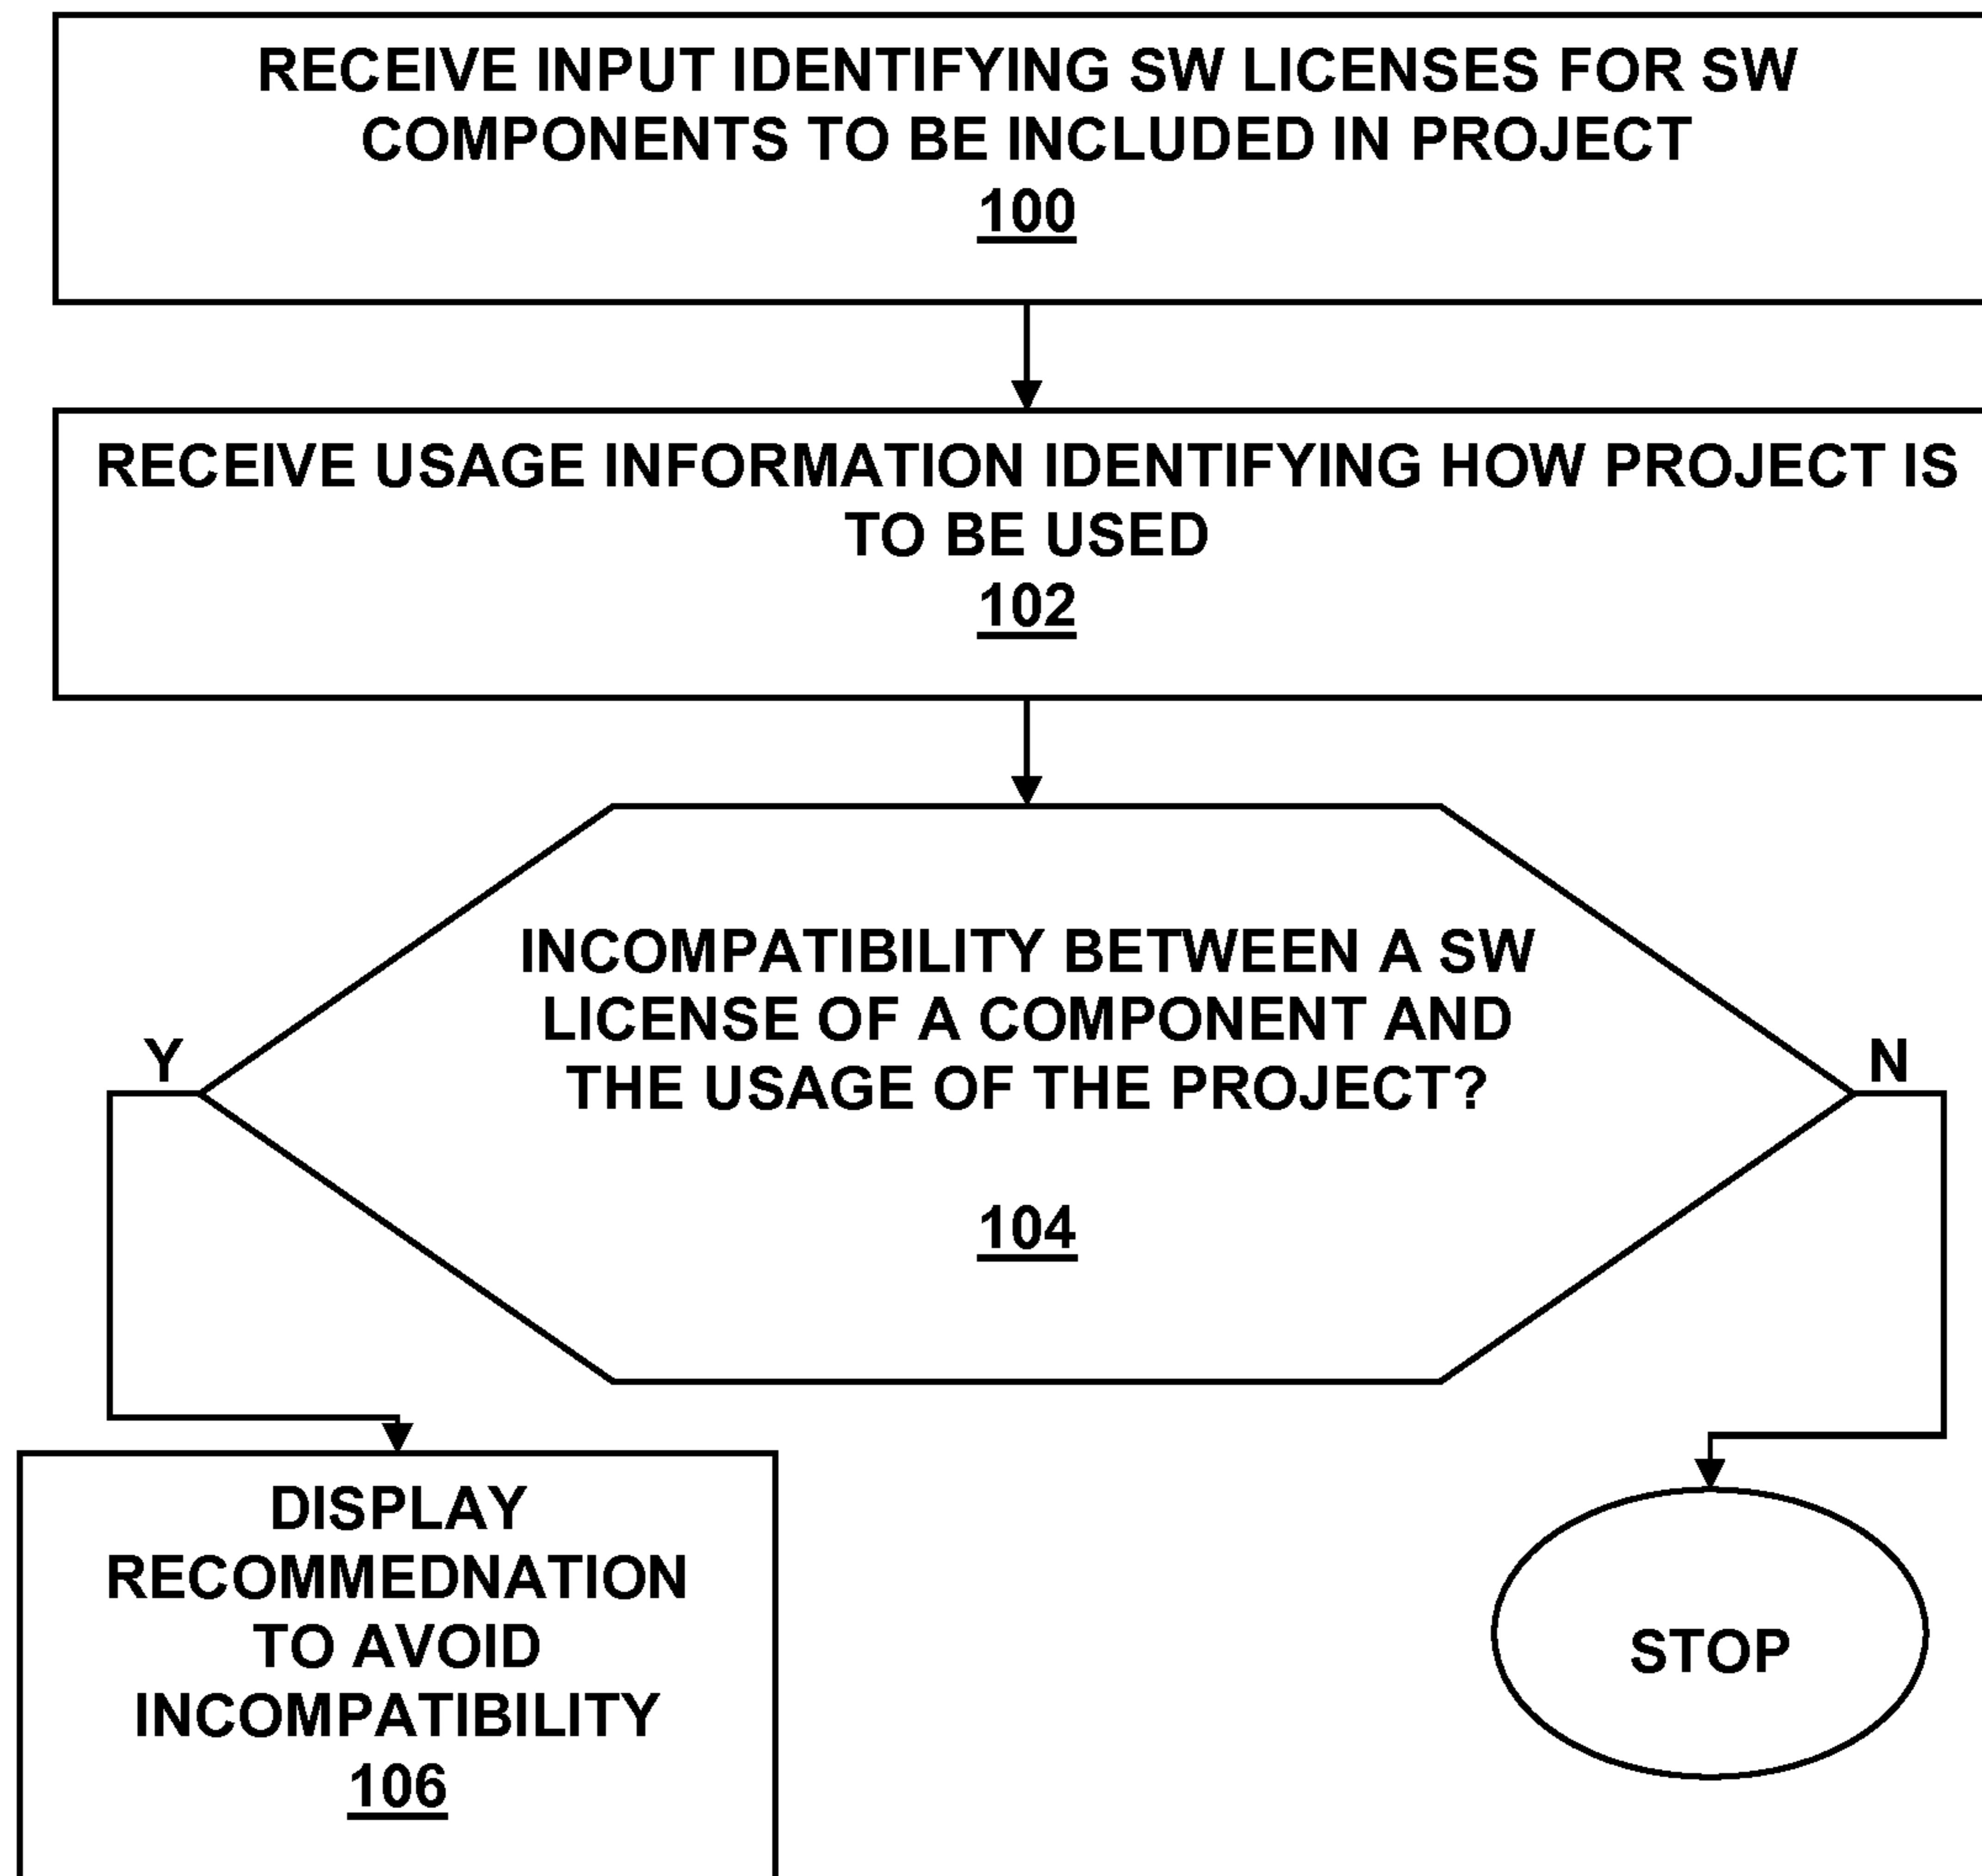 RECEIVE INPUT IDENTIFYING SW LICENSES FOR SW
COMPONENTS TO BE INCLUDED IN PROJECT
100
RECEIVE USAGE INFORMATION IDENTIFYING HOW PROJECT IS
TO BE USED
102
INCOMPATIBILITY BETWEEN A SW
LICENSE OF A COMPONENT AND
THE USAGE OF THE PROJECT?
104
Y
N
DISPLAY
RECOMMEDNATION
TO AVOID
INCOMPATIBILITY
106
STOP